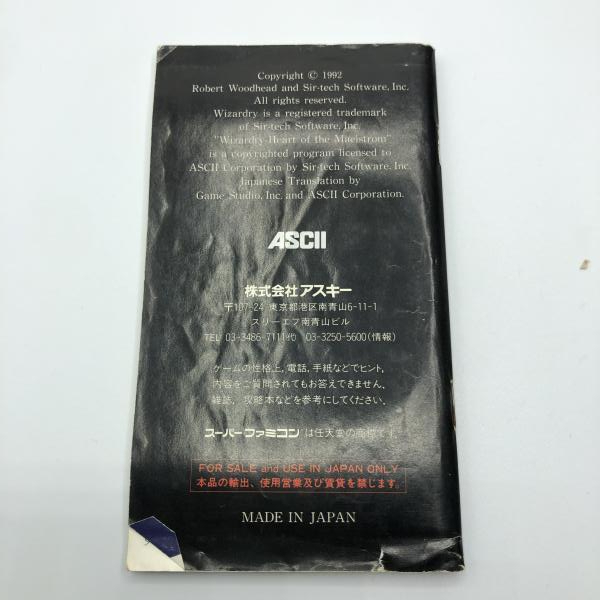 Copyright © 1992
Robert Woodhead and Sir-tech Software, Inc.
All rights reserved.
Wizardry is a registered trademark
of Sir-tech Software, Inc.
"Wizardry-Heart of the Maelstrom"
is a copyrighted program licensed to
ASCII Corporation by Sir-tech Software, Inc.
Japanese Translation by
Game Studio, Inc. and ASCII Corporation.
ASCII
株式会社アスキー
〒107-24 東京都港区南青山6-11-1
スリーエフ南青山ビル
TEL 03-3486-7111㈹ 03-3250-5600(情報)
ゲームの性格上, 電話, 手紙などでヒント,
内容をご質問されてもお答えできません。
雑誌, 攻略本などを参考にしてください。
スーパーファミコンは任天堂の商標です。
FOR SALE and USE IN JAPAN ONLY
本品の輸出、使用営業及び賃貸を禁じます。
MADE IN JAPAN